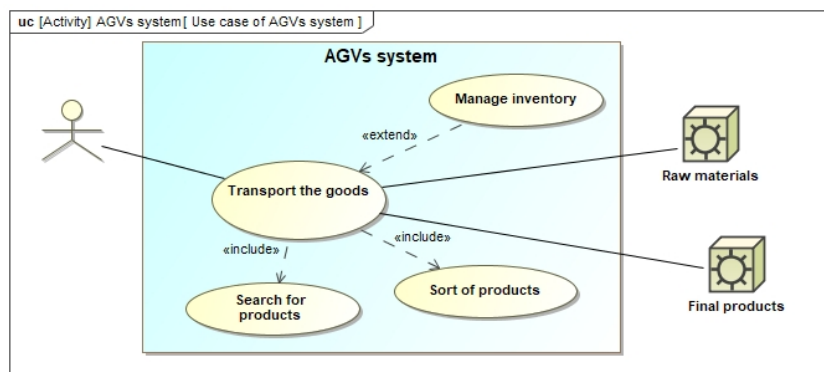 uc [Activity] AGVs system[ Use case of AGVs system ]
AGVs system
Manage inventory
«extend»
Raw materials
Transport the goods
«include»
«include»
Search for
products
Sort of products
Final products